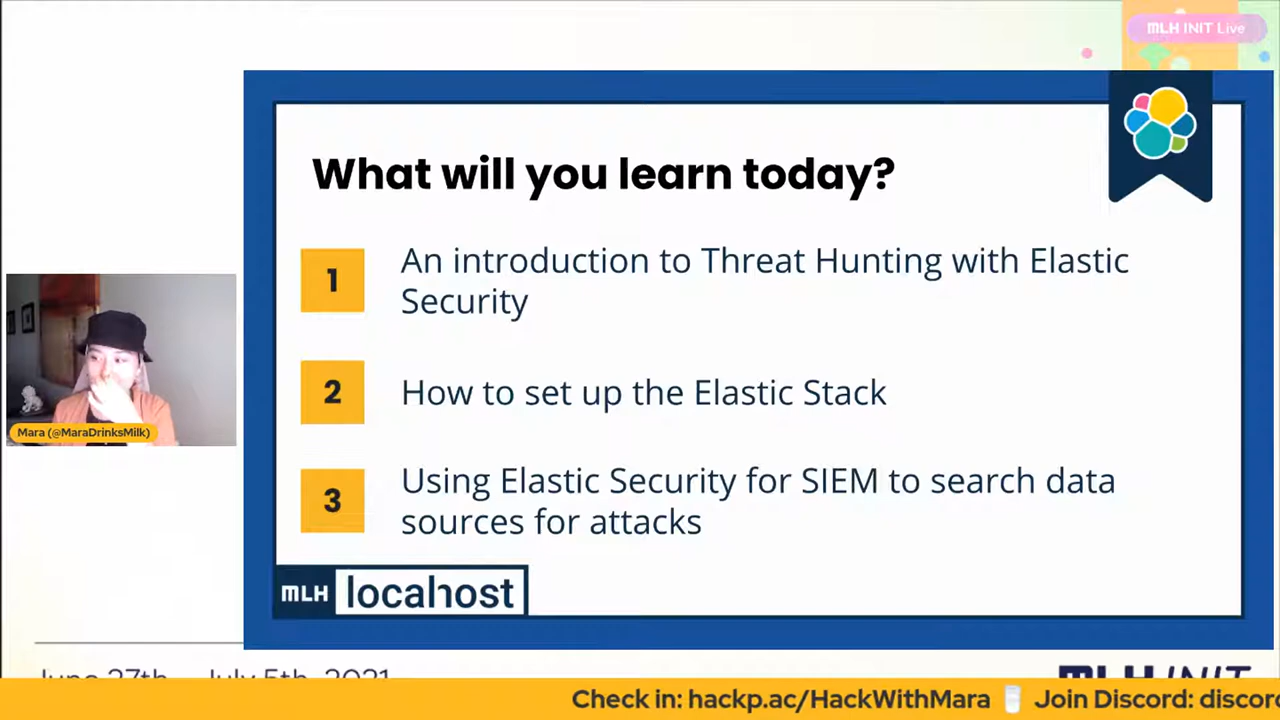 MLH INIT Live
What will you learn today?
1
An introduction to Threat Hunting with Elastic
Security
2
How to set up the Elastic Stack
3
Using Elastic Security for SIEM to search data
sources for attacks
MLH localhost
Mara (@MaraDrinksMilk)
June 27th - July 5th, 2021
MLH INIT
Check in: hackp.ac/HackWithMara 🥛 Join Discord: discor